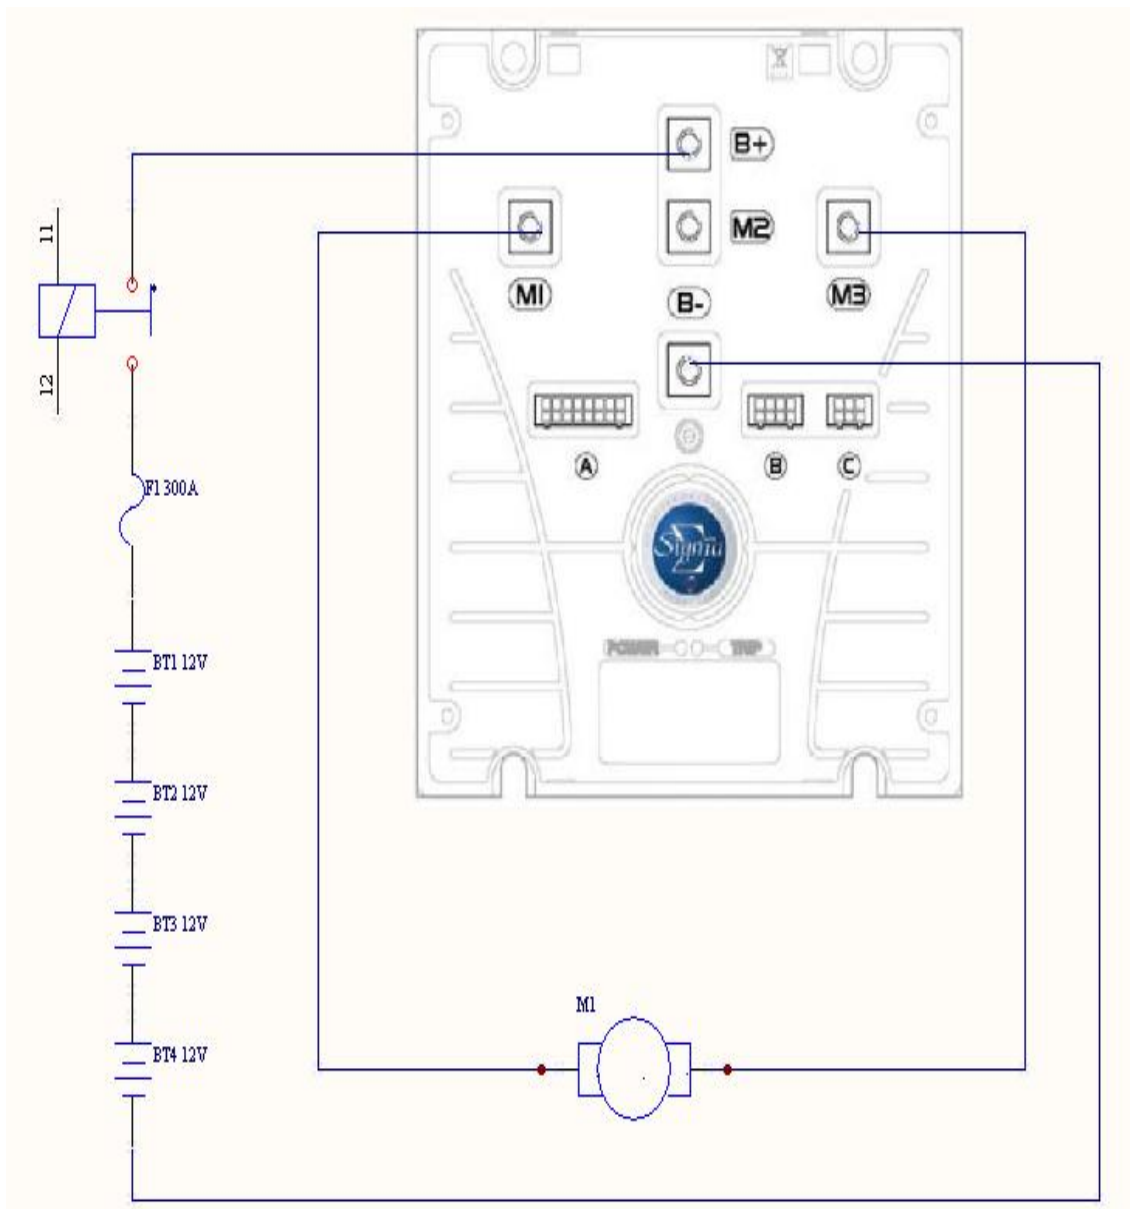 B+
M2
M1
M3
B-
11
12
A
B
C
F1 300A
Sigma
POWER
TRIP
BT1 12V
BT2 12V
BT3 12V
BT4 12V
M1